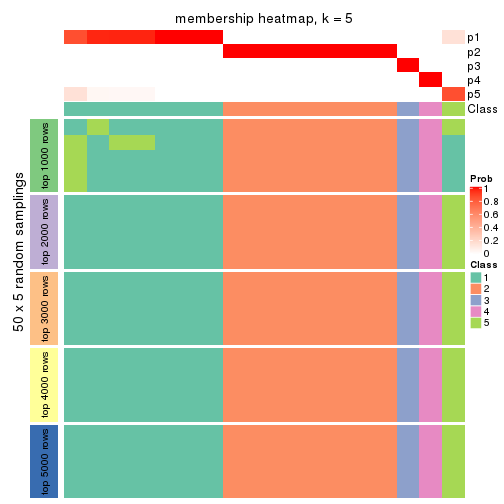 membership heatmap, k = 5
p1
p2
p3
p4
p5
Class
50 x 5 random samplings
top 1000 rows
top 2000 rows
top 3000 rows
top 4000 rows
top 5000 rows
Prob
1
0.8
0.6
0.4
0.2
0
Class
1
2
3
4
5